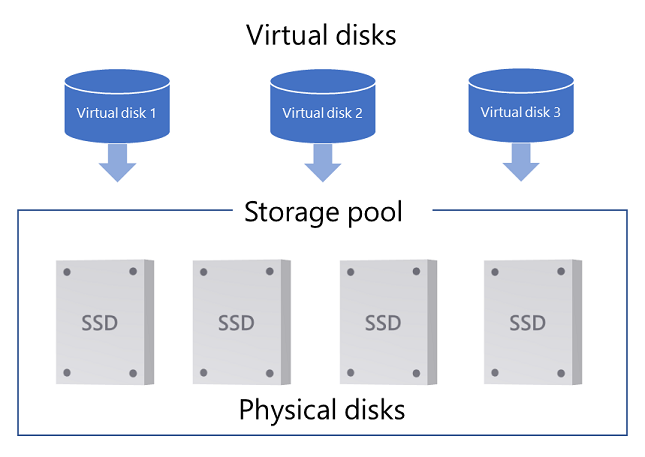 Virtual disks
Virtual disk 1
Virtual disk 2
Virtual disk 3
Storage pool
SSD
SSD
SSD
SSD
Physical disks